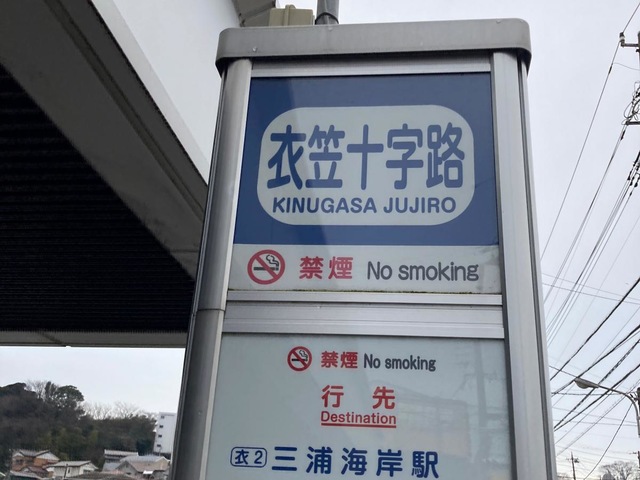 衣笠十字路
KINUGASA JUJIRO
禁煙 No smoking
禁煙 No smoking
行先
Destination
衣2 三浦海岸駅